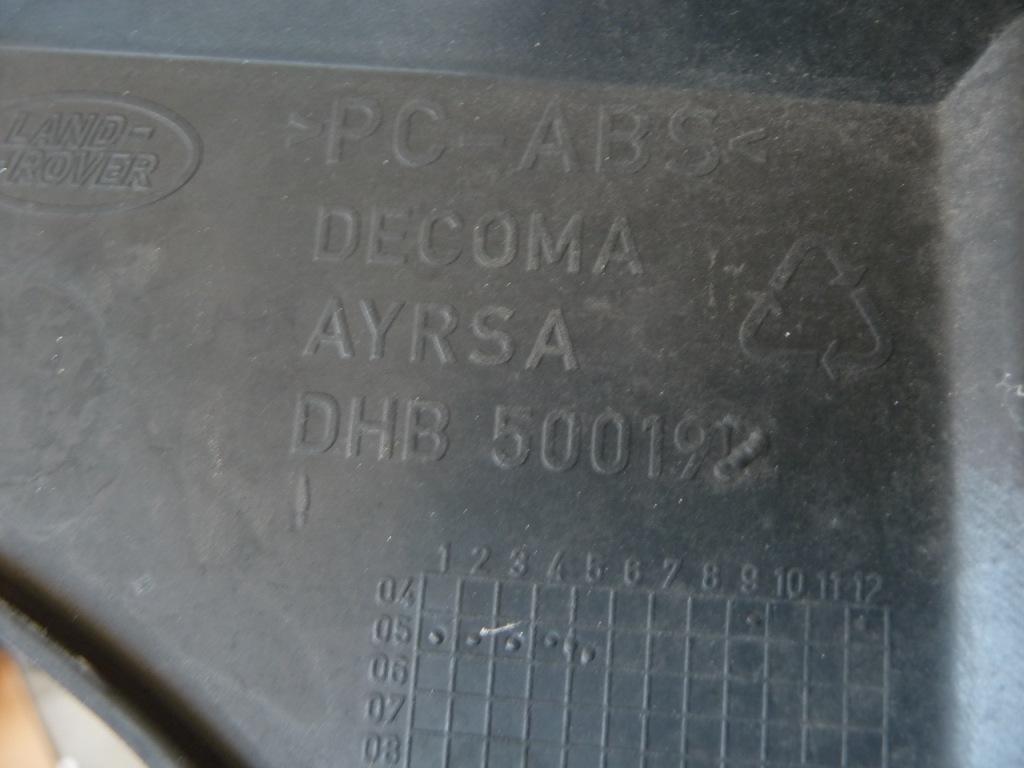 LAND-
ROVER
>PC-ABS<
DECOMA
AYRSA
DHB 50019
1 2 3 4 5 6 7 8 9 10 11 12
04
05
06
07
08